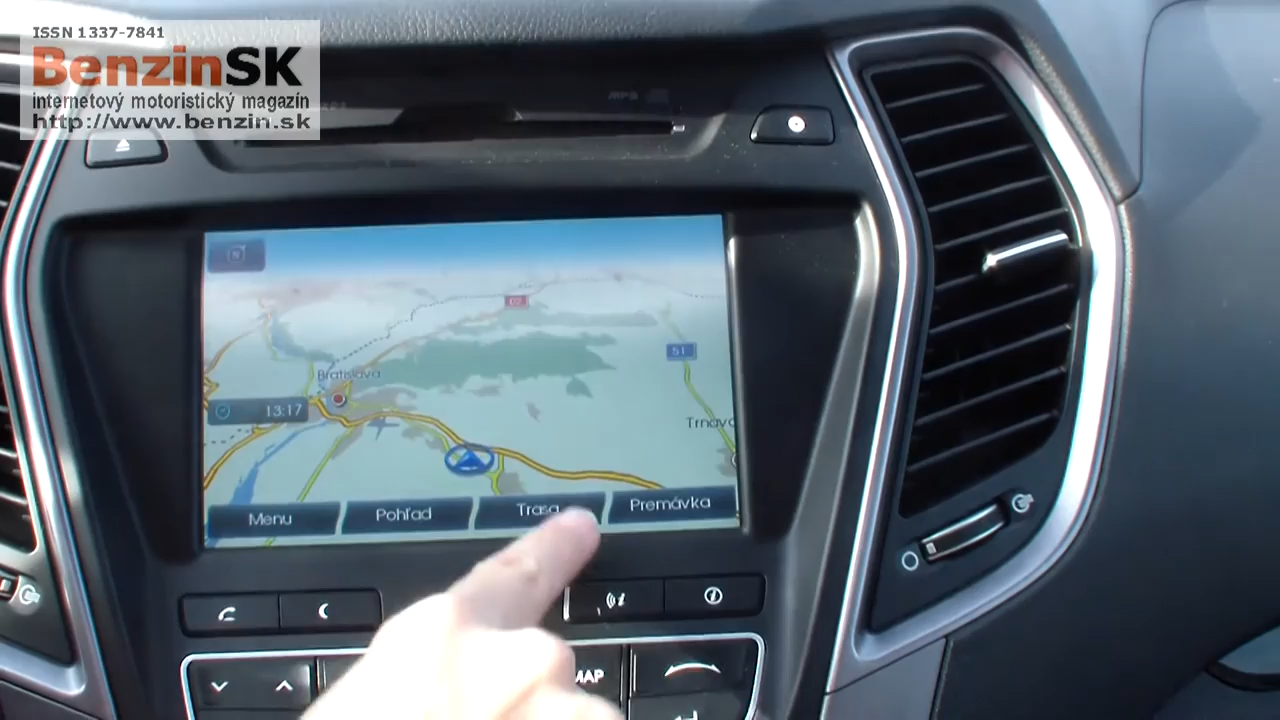 ISSN 1337-7841
BenzinSK
internetový motoristický magazín
http://www.benzin.sk
MP3
51
Bratislava
13:17
Trnava
Menu
Pohľad
Trasa
Premávka
MAP